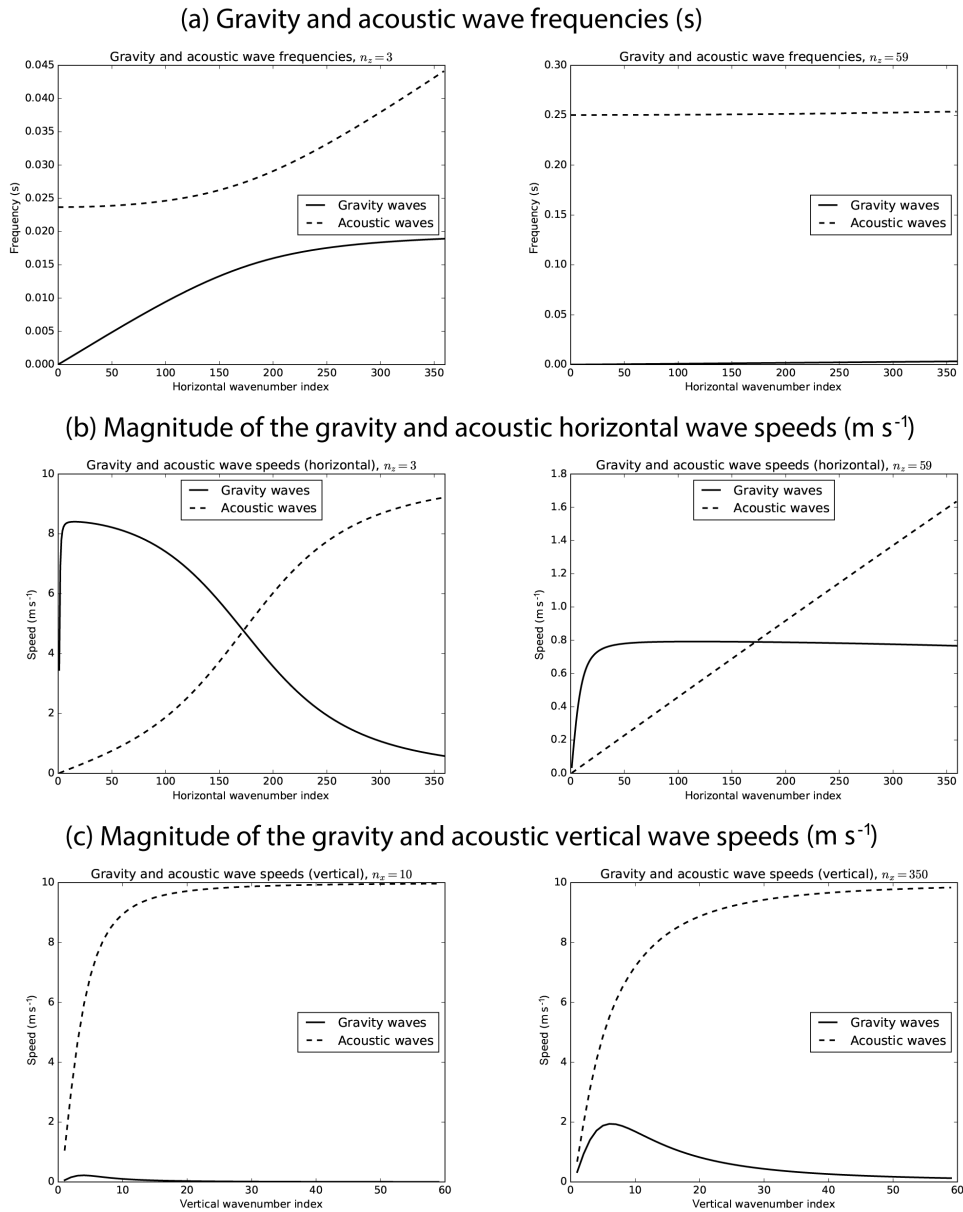 (a) Gravity and acoustic wave frequencies (s)
Gravity and acoustic wave frequencies, n_z = 3
0.045
0.040
0.035
0.030
0.025
0.020
0.015
0.010
0.005
0.000
Frequency (s)
Gravity waves
Acoustic waves
0 50 100 150 200 250 300 350
Horizontal wavenumber index
Gravity and acoustic wave frequencies, n_z = 59
0.30
0.25
0.20
0.15
0.10
0.05
0.00
Frequency (s)
Gravity waves
Acoustic waves
0 50 100 150 200 250 300 350
Horizontal wavenumber index
(b) Magnitude of the gravity and acoustic horizontal wave speeds (m s⁻¹)
Gravity and acoustic wave speeds (horizontal), n_z = 3
10
8
6
4
2
0
Speed (m s⁻¹)
Gravity waves
Acoustic waves
0 50 100 150 200 250 300 350
Horizontal wavenumber index
Gravity and acoustic wave speeds (horizontal), n_z = 59
1.8
1.6
1.4
1.2
1.0
0.8
0.6
0.4
0.2
0.0
Speed (m s⁻¹)
Gravity waves
Acoustic waves
0 50 100 150 200 250 300 350
Horizontal wavenumber index
(c) Magnitude of the gravity and acoustic vertical wave speeds (m s⁻¹)
Gravity and acoustic wave speeds (vertical), n_x = 10
10
8
6
4
2
0
Speed (m s⁻¹)
Gravity waves
Acoustic waves
0 10 20 30 40 50 60
Vertical wavenumber index
Gravity and acoustic wave speeds (vertical), n_x = 350
10
8
6
4
2
0
Speed (m s⁻¹)
Gravity waves
Acoustic waves
0 10 20 30 40 50 60
Vertical wavenumber index